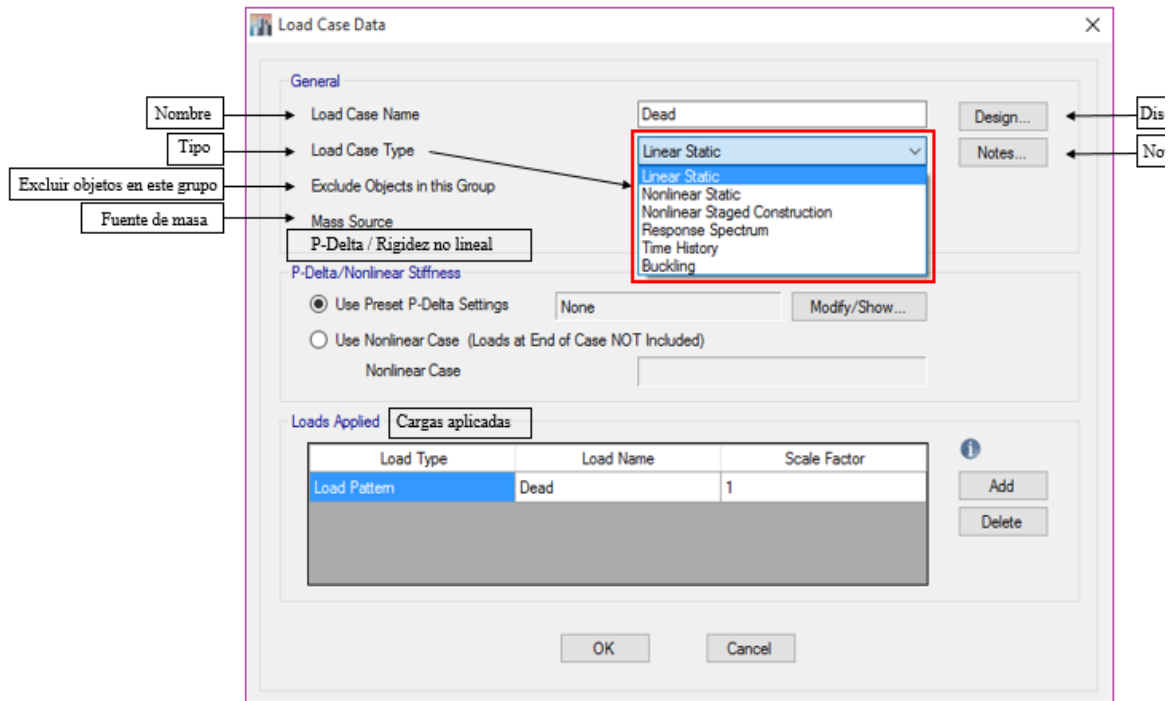 Load Case Data
General
Nombre Load Case Name Dead Design...
Tipo Load Case Type Linear Static Notes...
Linear Static
Excluir objetos en este grupo Exclude Objects in this Group
Nonlinear Static
Nonlinear Staged Construction
Fuente de masa Mass Source
Response Spectrum
P-Delta / Rigidez no lineal
Time History
Buckling
P-Delta/Nonlinear Stiffness
Use Preset P-Delta Settings None Modify/Show...
Use Nonlinear Case (Loads at End of Case NOT Included)
Nonlinear Case
Loads Applied Cargas aplicadas
Load Type Load Name Scale Factor
Load Pattern Dead 1
Add
Delete
OK Cancel